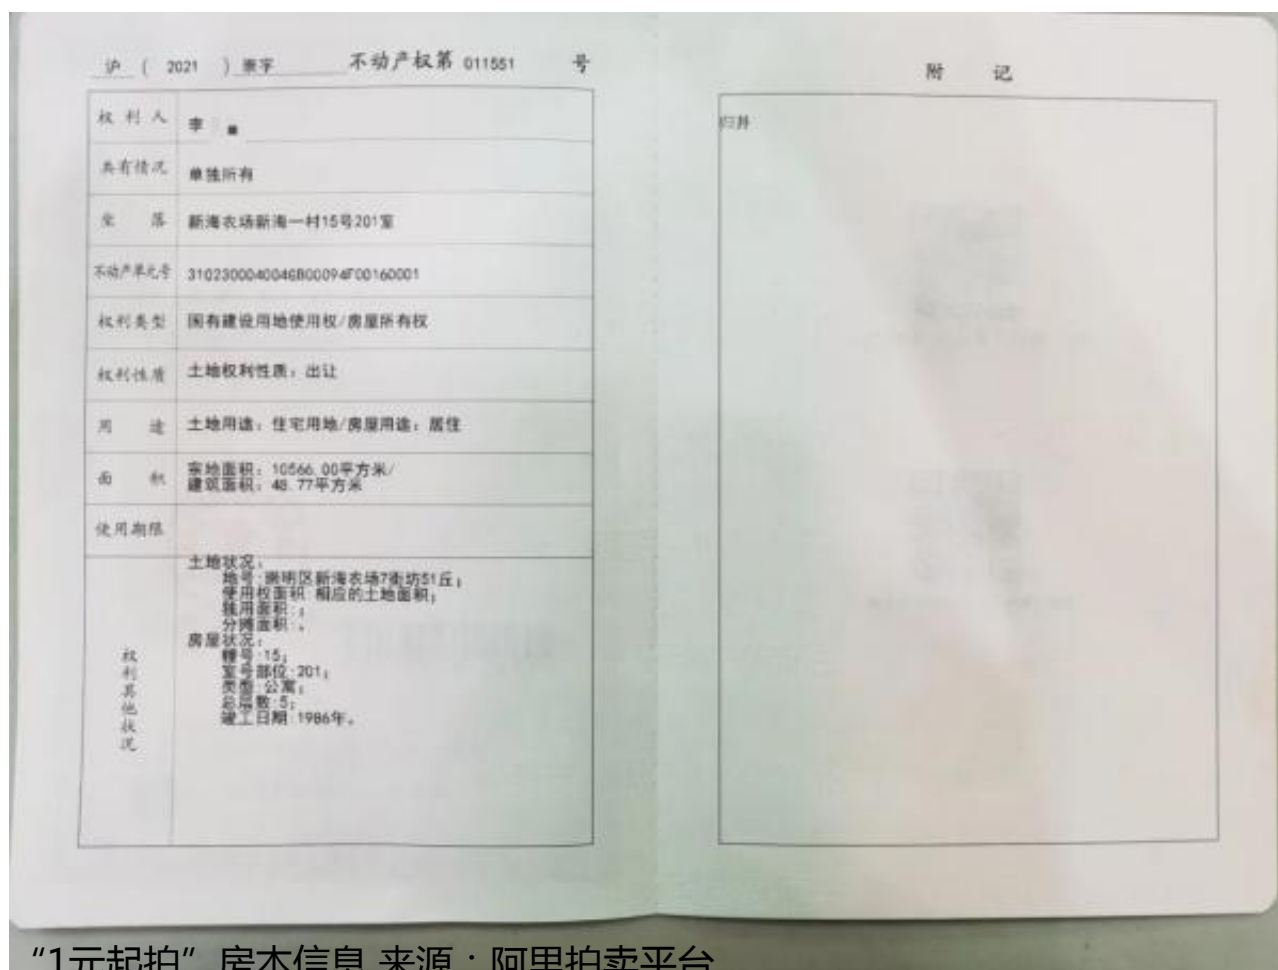 沪 ( 2021 ) 崇字 不动产权第 011551 号
权利人 李
共有情况 单独所有
坐落 新海农场新海一村15号201室
不动产单元号 310230004004GB00094F00160001
权利类型 国有建设用地使用权/房屋所有权
权利性质 土地权利性质：出让
用途 土地用途：住宅用地/房屋用途：居住
面积 宗地面积：10566.00平方米/
建筑面积：48.77平方米
使用期限
权利其他状况
土地状况：
地号:崇明区新海农场7街坊51丘；
使用权面积:相应的土地面积；
独用面积:；
分摊面积:。
房屋状况：
幢号:15；
室号部位:201；
类型:公寓；
总层数:5；
竣工日期:1986年。
附记
归并
“1元起拍”房本信息 来源：阿里拍卖平台